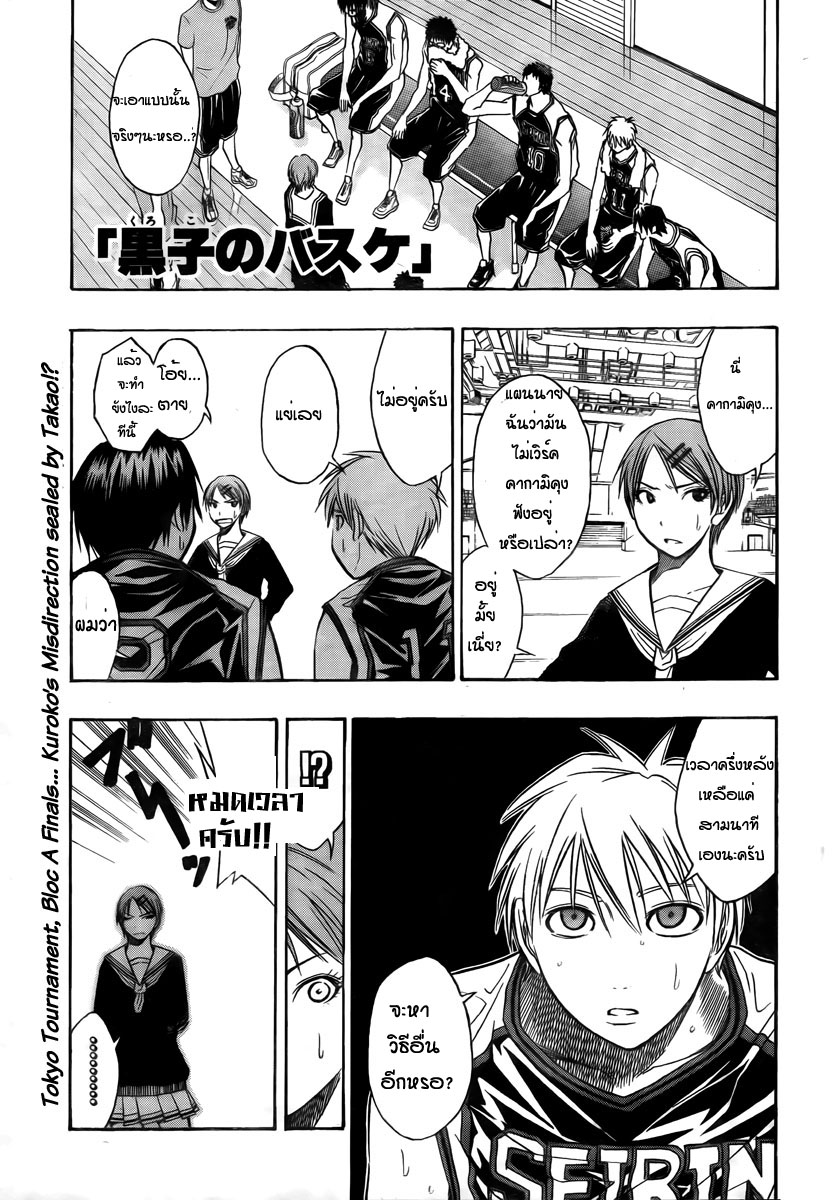 จะเอาแบบนั้น
จริงๆนะหรอ..?
4
10
11
くろ こ
「黒子のバスケ」
นี่
คากามิคุง...
แผนนาย
ฉันว่ามัน
ไม่เวิร์ค
คากามิคุง
ฟังอยู่
หรือเปล่า?
อยู่
มั้ย
เนี่ย?
ไม่อยู่ครับ
แย่เลย
โอ้ย...
ตาย
แล้ว
จะทำ
ยังไงละ
ทีนี้
ผมว่า
เวลาครึ่งหลัง
เหลือแค่
สามนาที
เองนะครับ
จะหา
วิธีอื่น
อีกหรอ?
SEIRIN
!?
หมดเวลา
ครับ!!
Tokyo Tournament, Bloc A Finals... Kuroko's Misdirection sealed by Takao!?